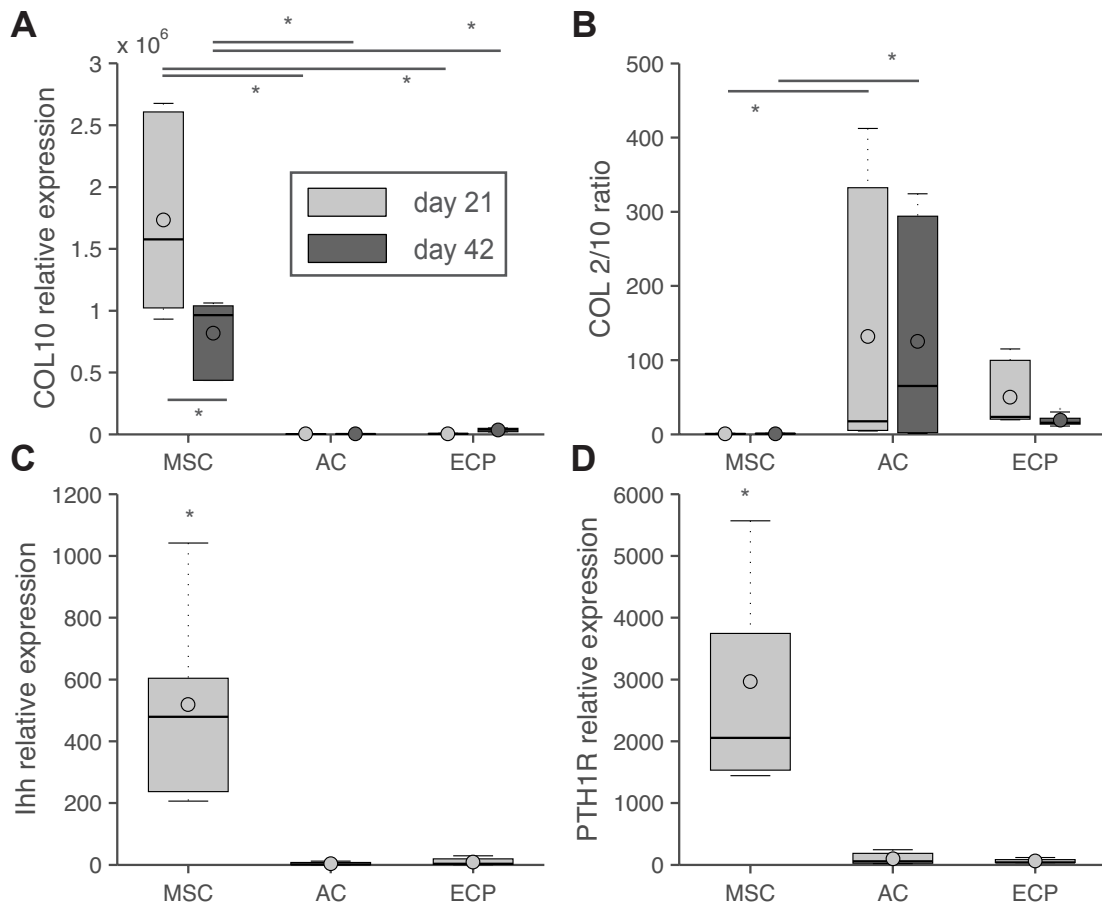 A
B
x 10⁶
* * * *
* *
3
2.5
2
1.5
1
0.5
0
COL10 relative expression
day 21
day 42
*
MSC AC ECP
500
400
300
200
100
0
COL 2/10 ratio
MSC AC ECP
C
D
1200
1000
800
600
400
200
0
Ihh relative expression
*
MSC AC ECP
6000
5000
4000
3000
2000
1000
0
PTH1R relative expression
*
MSC AC ECP